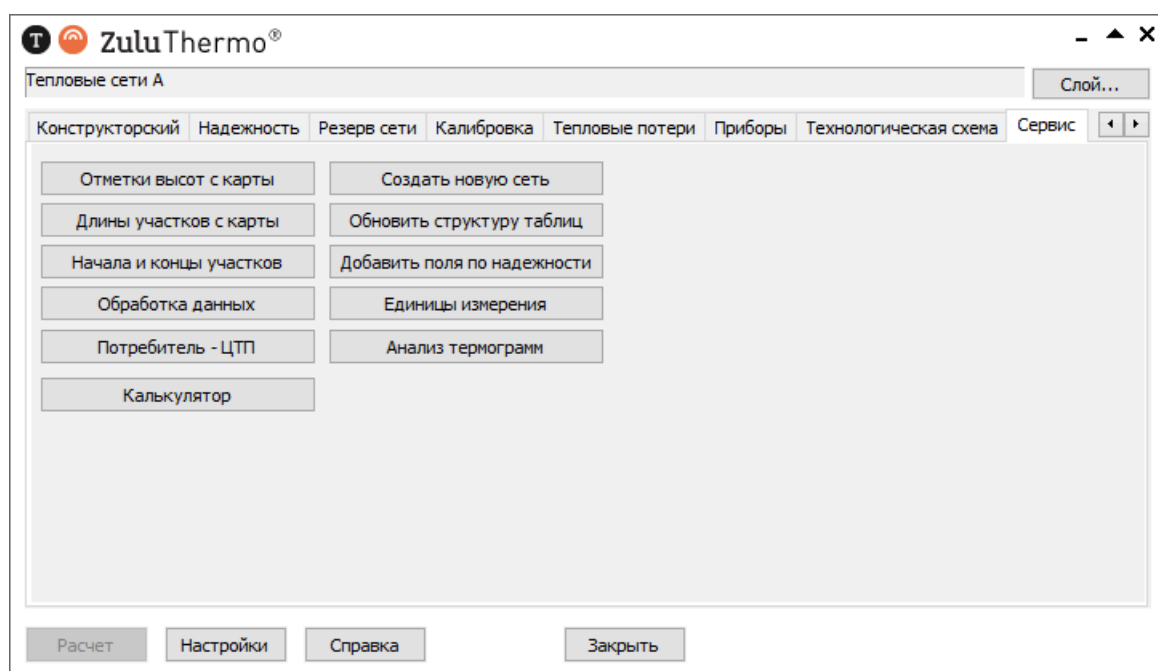 T ZuluThermo®
Тепловые сети А
Слой...
Конструкторский Надежность Резерв сети Калибровка Тепловые потери Приборы Технологическая схема Сервис
Отметки высот с карты Создать новую сеть
Длины участков с карты Обновить структуру таблиц
Начала и концы участков Добавить поля по надежности
Обработка данных Единицы измерения
Потребитель - ЦТП Анализ термограмм
Калькулятор
Расчет Настройки Справка Закрыть